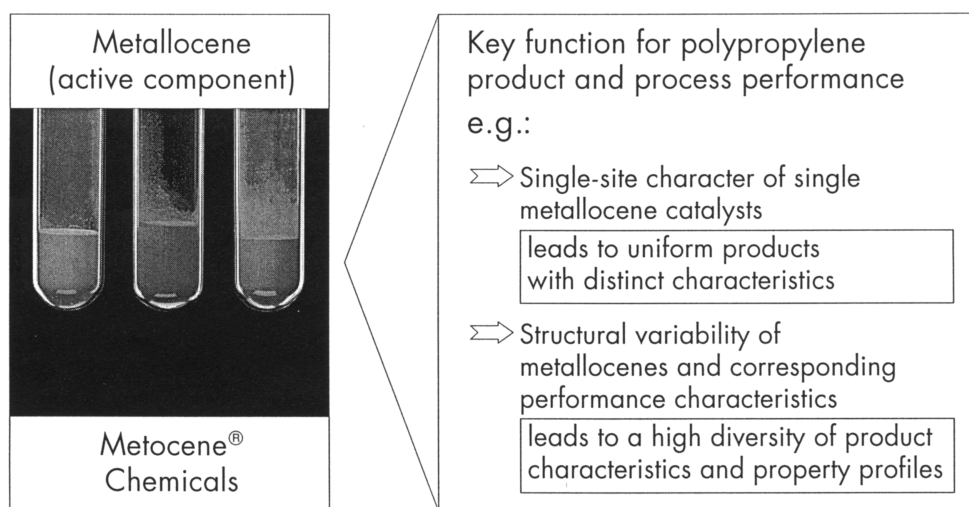 Metallocene
(active component)
Metocene®
Chemicals
Key function for polypropylene
product and process performance
e.g.:
Single-site character of single
metallocene catalysts
leads to uniform products
with distinct characteristics
Structural variability of
metallocenes and corresponding
performance characteristics
leads to a high diversity of product
characteristics and property profiles